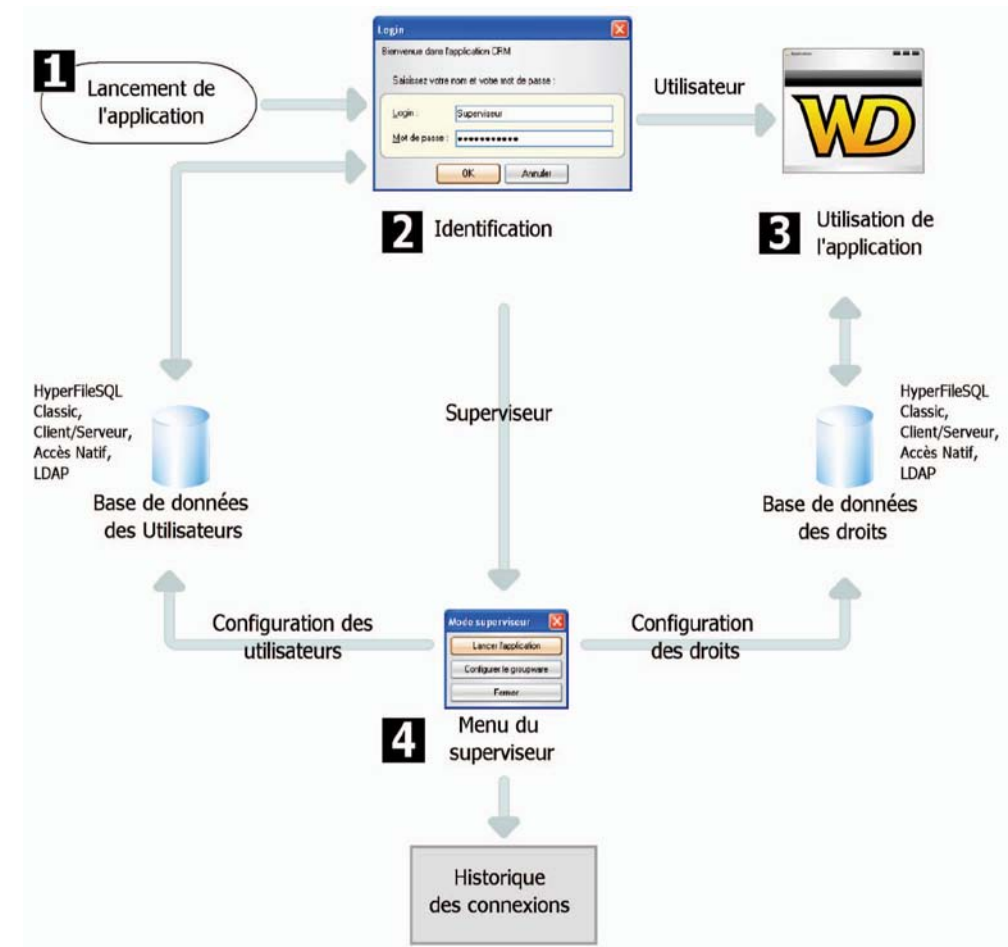 1
Lancement de
l'application
Login
Bienvenue dans l'application CRM
Saisissez votre nom et votre mot de passe :
Login :
Superviseur
Mot de passe :
OK
Annuler
2
Identification
Utilisateur
WD
3
Utilisation de
l'application
HyperFileSQL
Classic,
Client/Serveur,
Accès Natif,
LDAP
Base de données
des Utilisateurs
Superviseur
HyperFileSQL
Classic,
Client/Serveur,
Accès Natif,
LDAP
Base de données
des droits
Configuration des
utilisateurs
Mode superviseur
Lancer l'application
Configurer le groupware
Fermer
Configuration
des droits
4
Menu du
superviseur
Historique
des connexions